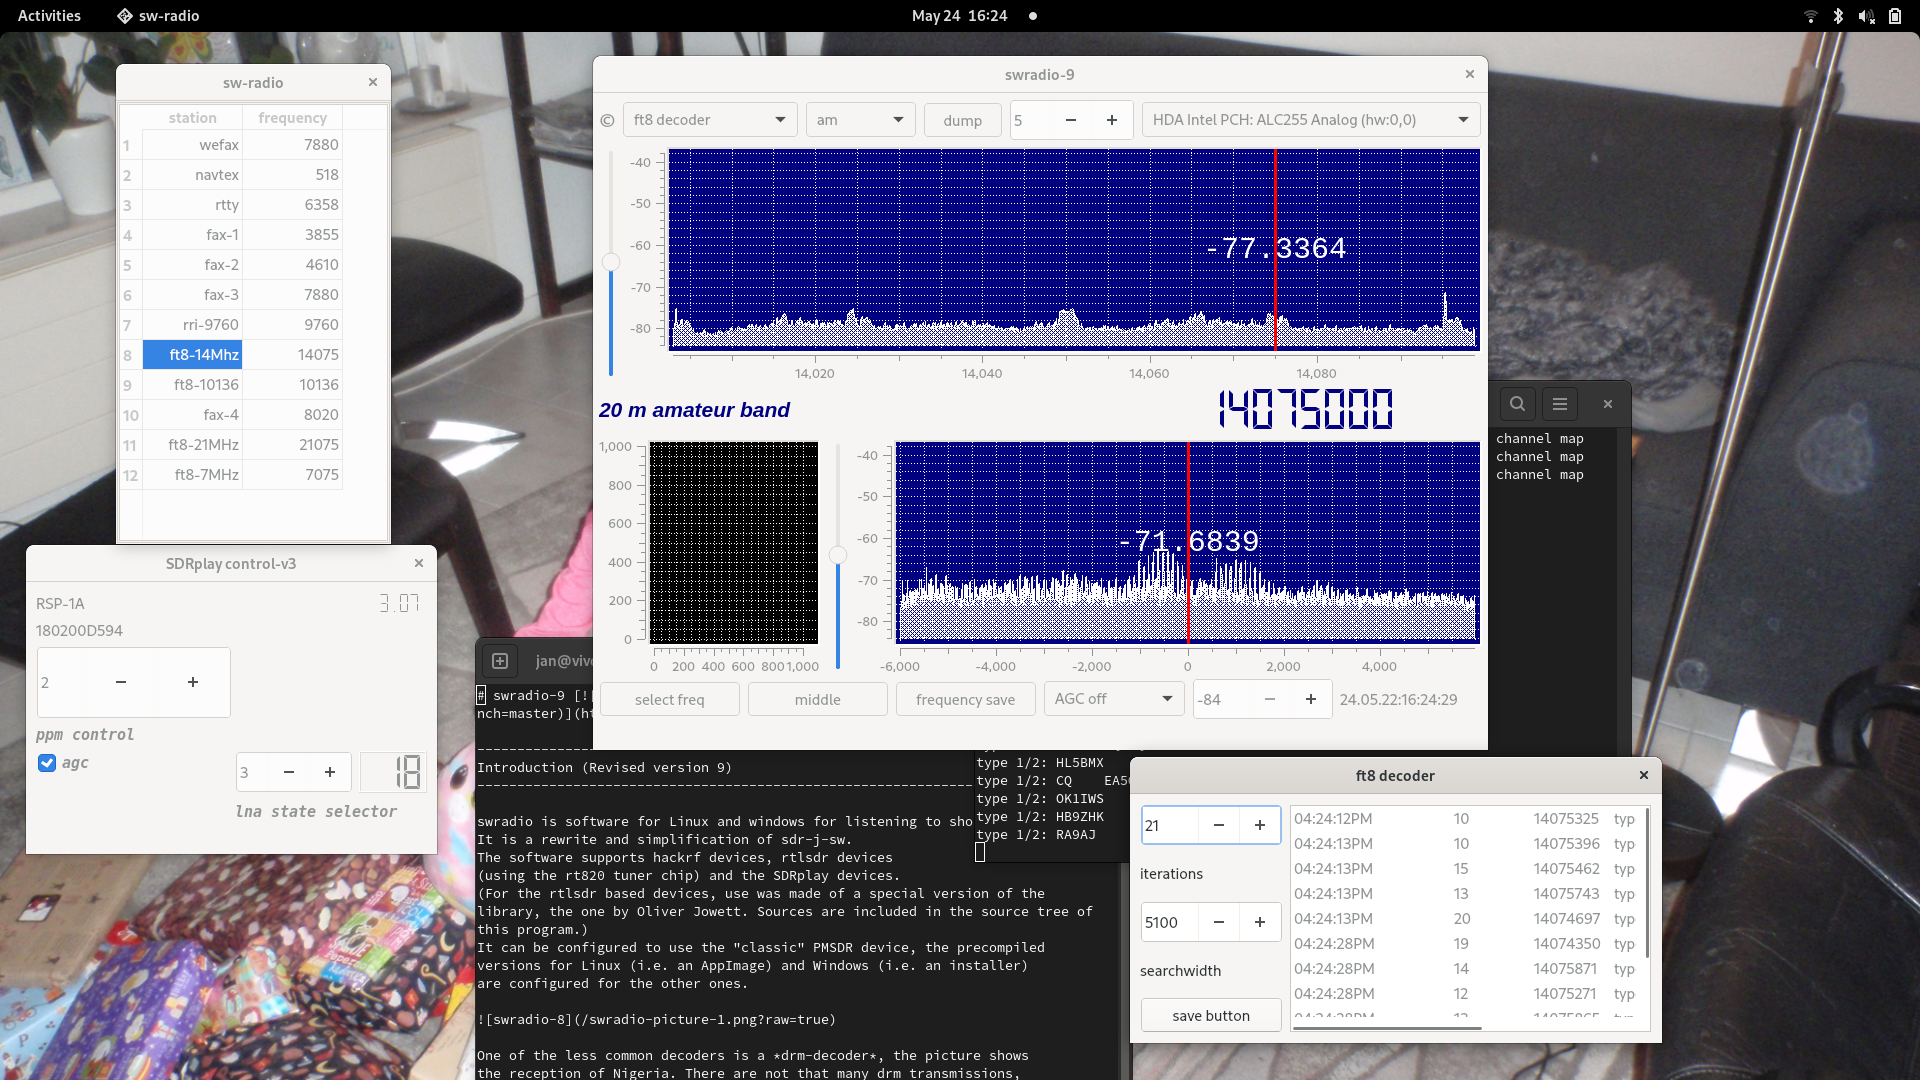 Activities
sw-radio
May 24 16:24
sw-radio
station frequency
1 wefax 7880
2 navtex 518
3 rtty 6358
4 fax-1 3855
5 fax-2 4610
6 fax-3 7880
7 rri-9760 9760
8 ft8-14Mhz 14075
9 ft8-10136 10136
10 fax-4 8020
11 ft8-21MHz 21075
12 ft8-7MHz 7075
SDRplay control-v3
RSP-1A 3.07
180200D594
2 − +
ppm control
agc
3 − + 18
lna state selector
swradio-9
© ft8 decoder am dump 5 − + HDA Intel PCH: ALC255 Analog (hw:0,0)
-40
-50
-60
-70
-80
-77.3364
14,020 14,040 14,060 14,080
20 m amateur band 14075000
1,000
800
600
400
200
0
0 200 400 600 800 1,000
-40
-50
-60
-70
-80
-71.6839
-6,000 -4,000 -2,000 0 2,000 4,000
select freq middle frequency save AGC off -84 − + 24.05.22:16:24:29
channel map
channel map
channel map
jan@viv
# swradio-9 [!
nch=master)](ht
Introduction (Revised version 9)
swradio is software for Linux and windows for listening to sho
It is a rewrite and simplification of sdr-j-sw.
The software supports hackrf devices, rtlsdr devices
(using the rt820 tuner chip) and the SDRplay devices.
(For the rtlsdr based devices, use was made of a special version of the
library, the one by Oliver Jowett. Sources are included in the source tree of
this program.)
It can be configured to use the "classic" PMSDR device, the precompiled
versions for Linux (i.e. an AppImage) and Windows (i.e. an installer)
are configured for the other ones.
![swradio-8](/swradio-picture-1.png?raw=true)
One of the less common decoders is a *drm-decoder*, the picture shows
the reception of Nigeria. There are not that many drm transmissions,
type 1/2: HL5BMX
type 1/2: CQ EA5
type 1/2: OK1IWS
type 1/2: HB9ZHK
type 1/2: RA9AJ
ft8 decoder
21 − +
iterations
5100 − +
searchwidth
save button
04:24:12PM 10 14075325 typ
04:24:13PM 10 14075396 typ
04:24:13PM 15 14075462 typ
04:24:13PM 13 14075743 typ
04:24:13PM 20 14074697 typ
04:24:28PM 19 14074350 typ
04:24:28PM 14 14075871 typ
04:24:28PM 12 14075271 typ